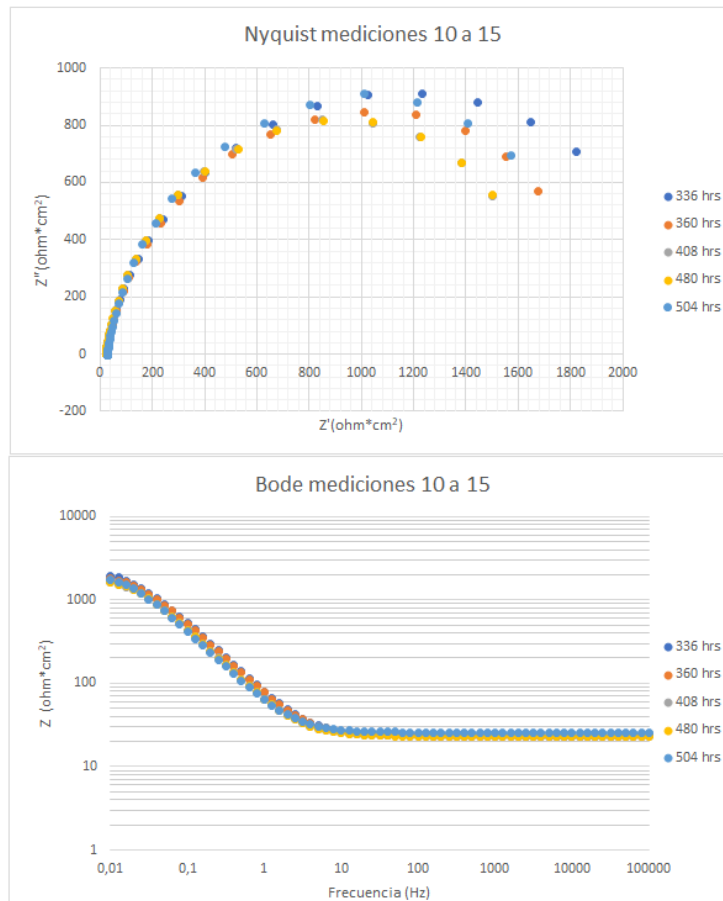 Nyquist mediciones 10 a 15
1000
800
600
400
200
0
-200
0 200 400 600 800 1000 1200 1400 1600 1800 2000
Z''(ohm*cm²)
Z'(ohm*cm²)
336 hrs
360 hrs
408 hrs
480 hrs
504 hrs
Bode mediciones 10 a 15
10000
1000
100
10
1
0,01 0,1 1 10 100 1000 10000 100000
Z (ohm*cm²)
Frecuencia (Hz)
336 hrs
360 hrs
408 hrs
480 hrs
504 hrs